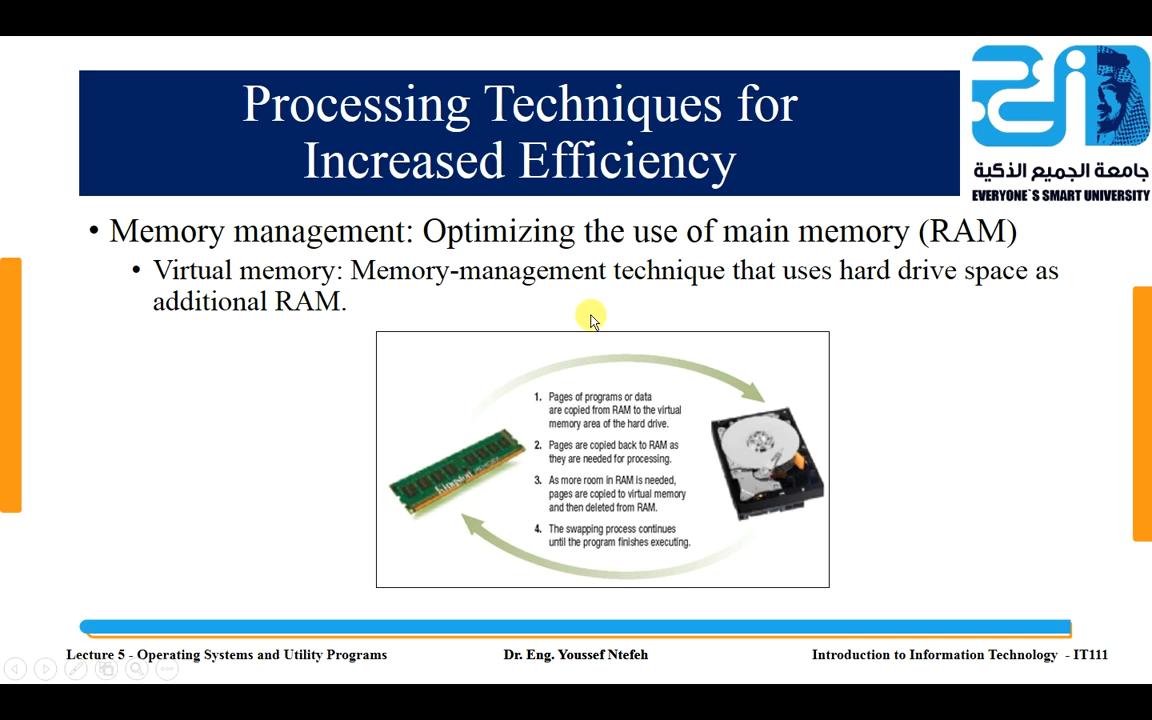 Processing Techniques for
Increased Efficiency
جامعة الجميع الذكية
EVERYONE`S SMART UNIVERSITY
• Memory management: Optimizing the use of main memory (RAM)
• Virtual memory: Memory-management technique that uses hard drive space as
additional RAM.
1. Pages of programs or data
are copied from RAM to the virtual
memory area of the hard drive.
2. Pages are copied back to RAM as
they are needed for processing.
3. As more room in RAM is needed,
pages are copied to virtual memory
and then deleted from RAM.
4. The swapping process continues
until the program finishes executing.
Kingston
Lecture 5 - Operating Systems and Utility Programs
Dr. Eng. Youssef Ntefeh
Introduction to Information Technology - IT111